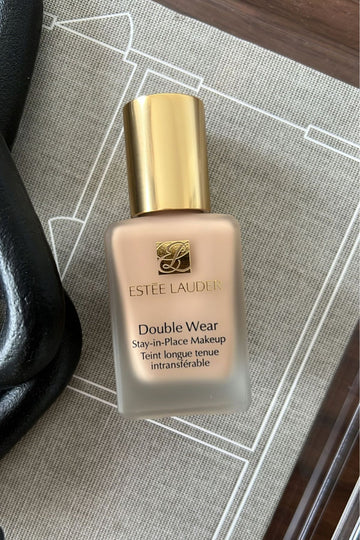 ESTĒE LAUDER
Double Wear
Stay-in-Place Makeup
Teint longue tenue
intransférable